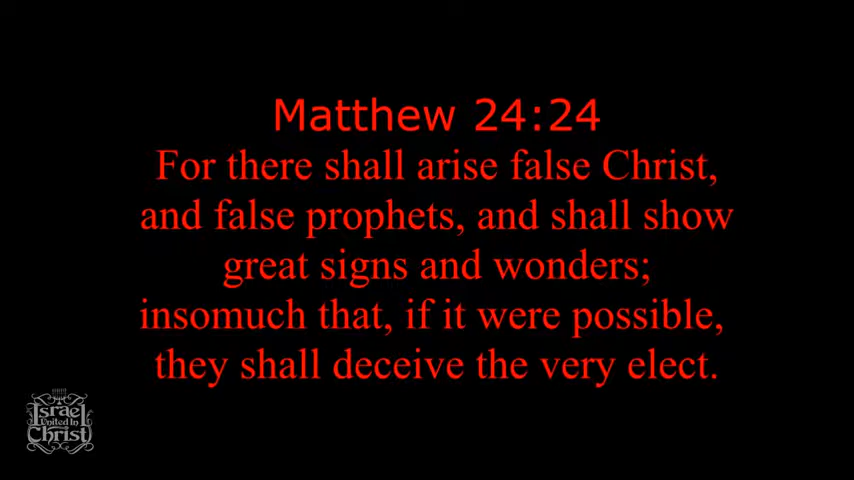 Matthew 24:24
For there shall arise false Christ,
and false prophets, and shall show
great signs and wonders;
insomuch that, if it were possible,
they shall deceive the very elect.
Israel
United In
Christ